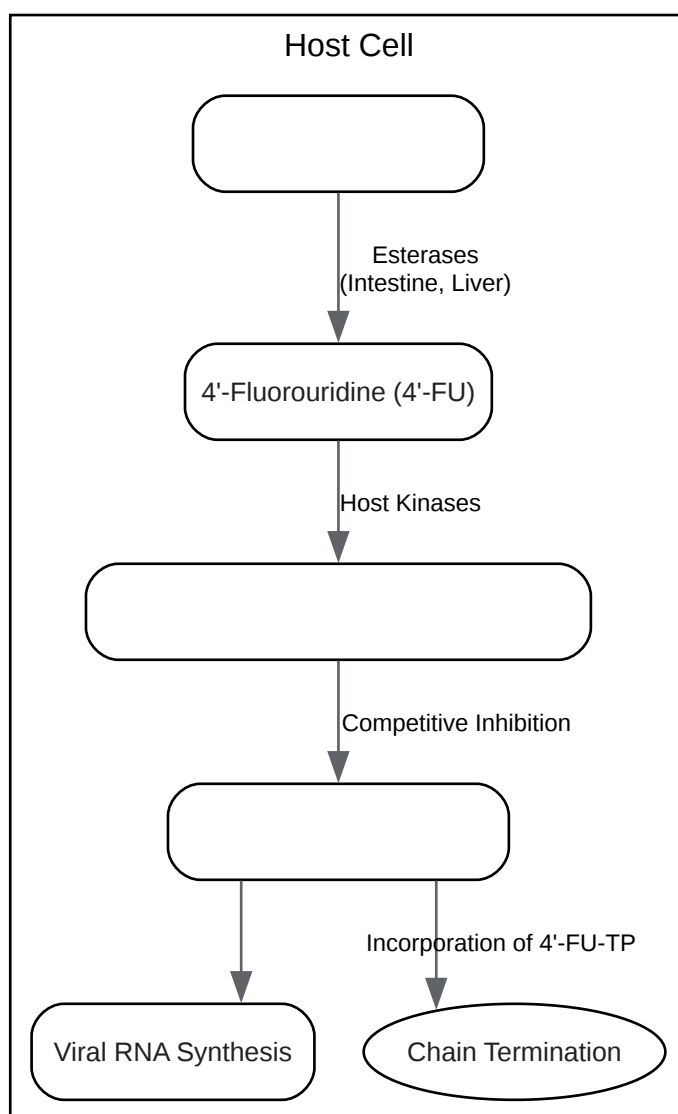 Host Cell
Esterases
(Intestine, Liver)
4'-Fluorouridine (4'-FU)
Host Kinases
Competitive Inhibition
Incorporation of 4'-FU-TP
Viral RNA Synthesis
Chain Termination